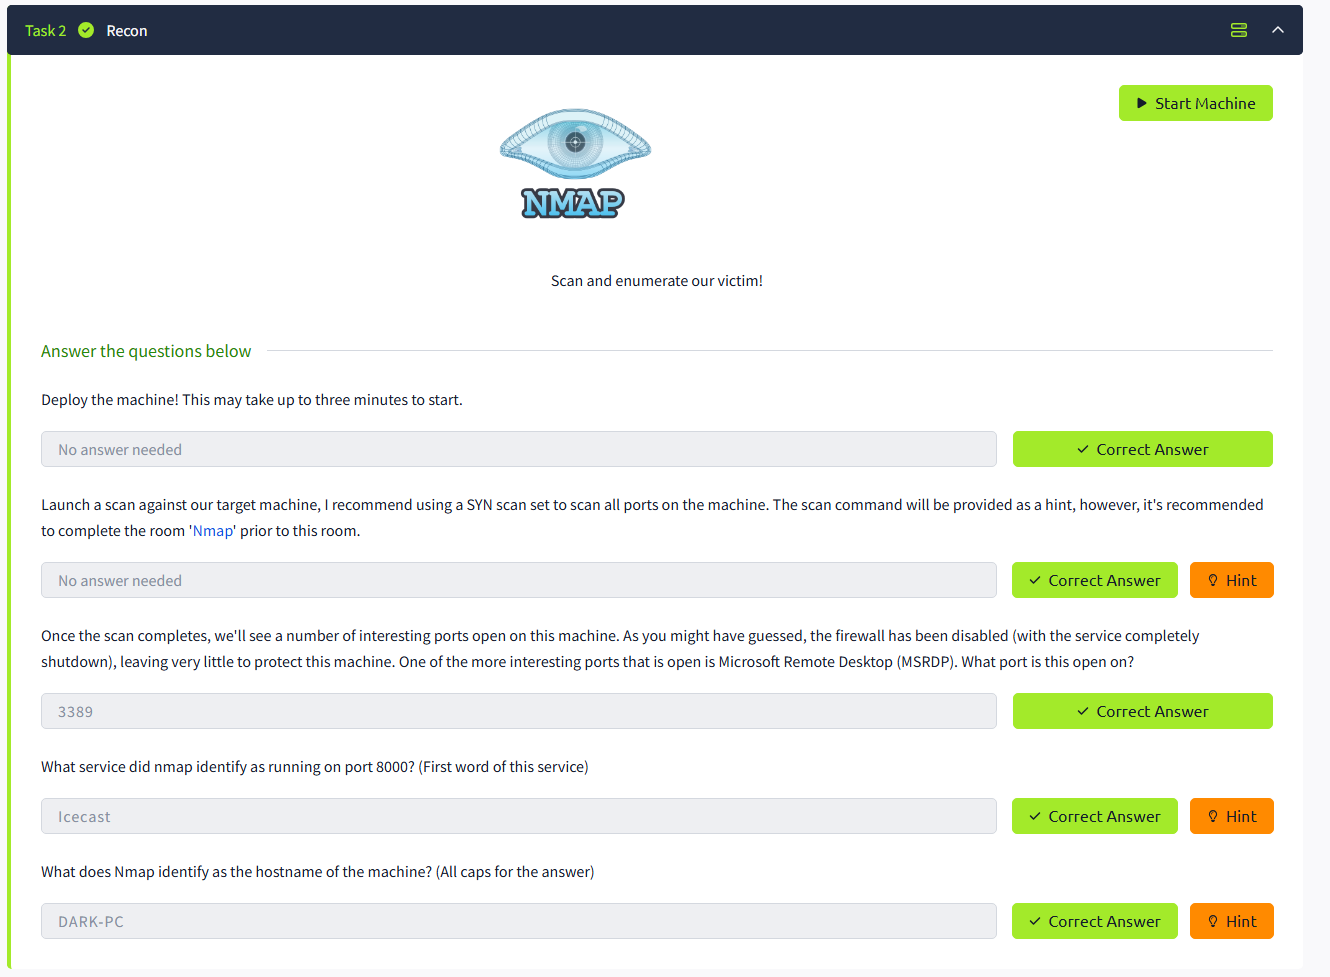 Task 2 Recon
Start Machine
NMAP
Scan and enumerate our victim!
Answer the questions below
Deploy the machine! This may take up to three minutes to start.
No answer needed
Correct Answer
Launch a scan against our target machine, I recommend using a SYN scan set to scan all ports on the machine. The scan command will be provided as a hint, however, it's recommended
to complete the room 'Nmap' prior to this room.
No answer needed
Correct Answer
Hint
Once the scan completes, we'll see a number of interesting ports open on this machine. As you might have guessed, the firewall has been disabled (with the service completely
shutdown), leaving very little to protect this machine. One of the more interesting ports that is open is Microsoft Remote Desktop (MSRDP). What port is this open on?
3389
Correct Answer
What service did nmap identify as running on port 8000? (First word of this service)
Icecast
Correct Answer
Hint
What does Nmap identify as the hostname of the machine? (All caps for the answer)
DARK-PC
Correct Answer
Hint